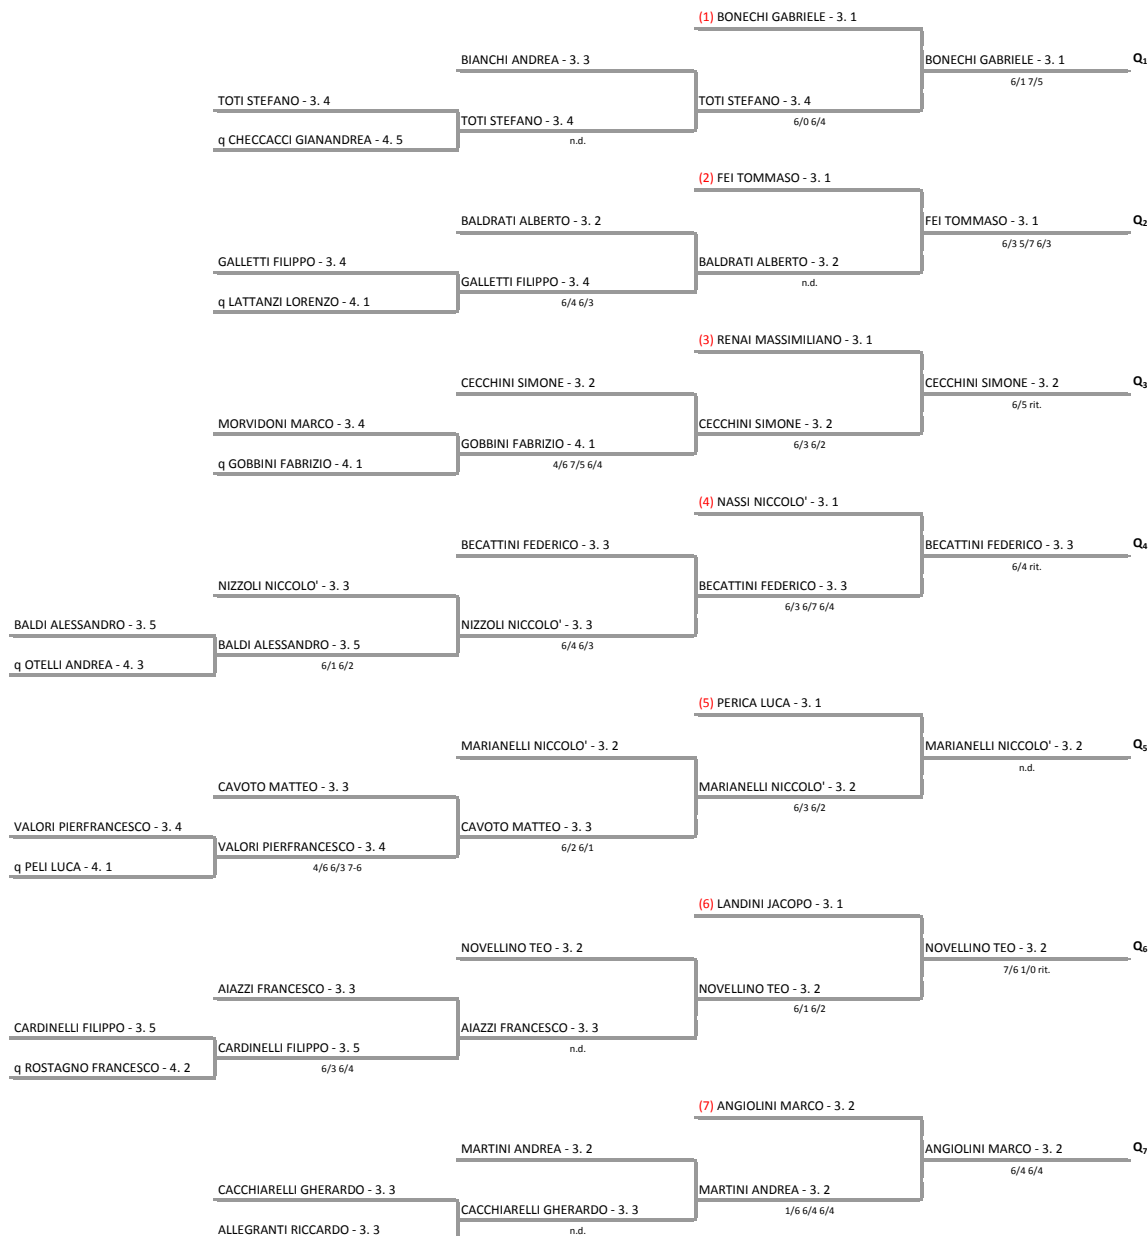 (1) BONECHI GABRIELE - 3. 1
BIANCHI ANDREA - 3. 3
BONECHI GABRIELE - 3. 1
Q1
6/1 7/5
TOTI STEFANO - 3. 4
TOTI STEFANO - 3. 4
TOTI STEFANO - 3. 4
6/0 6/4
q CHECCACCI GIANANDREA - 4. 5
n.d.
(2) FEI TOMMASO - 3. 1
BALDRATI ALBERTO - 3. 2
FEI TOMMASO - 3. 1
Q2
6/3 5/7 6/3
GALLETTI FILIPPO - 3. 4
BALDRATI ALBERTO - 3. 2
GALLETTI FILIPPO - 3. 4
n.d.
q LATTANZI LORENZO - 4. 1
6/4 6/3
(3) RENAI MASSIMILIANO - 3. 1
CECCHINI SIMONE - 3. 2
CECCHINI SIMONE - 3. 2
Q3
6/5 rit.
MORVIDONI MARCO - 3. 4
CECCHINI SIMONE - 3. 2
GOBBINI FABRIZIO - 4. 1
6/3 6/2
q GOBBINI FABRIZIO - 4. 1
4/6 7/5 6/4
(4) NASSI NICCOLO' - 3. 1
BECATTINI FEDERICO - 3. 3
BECATTINI FEDERICO - 3. 3
Q4
6/4 rit.
NIZZOLI NICCOLO' - 3. 3
BECATTINI FEDERICO - 3. 3
6/3 6/7 6/4
BALDI ALESSANDRO - 3. 5
NIZZOLI NICCOLO' - 3. 3
BALDI ALESSANDRO - 3. 5
6/4 6/3
q OTELLI ANDREA - 4. 3
6/1 6/2
(5) PERICA LUCA - 3. 1
MARIANELLI NICCOLO' - 3. 2
MARIANELLI NICCOLO' - 3. 2
Q5
n.d.
CAVOTO MATTEO - 3. 3
MARIANELLI NICCOLO' - 3. 2
6/3 6/2
VALORI PIERFRANCESCO - 3. 4
CAVOTO MATTEO - 3. 3
VALORI PIERFRANCESCO - 3. 4
6/2 6/1
q PELI LUCA - 4. 1
4/6 6/3 7-6
(6) LANDINI JACOPO - 3. 1
NOVELLINO TEO - 3. 2
NOVELLINO TEO - 3. 2
Q6
7/6 1/0 rit.
AIAZZI FRANCESCO - 3. 3
NOVELLINO TEO - 3. 2
6/1 6/2
CARDINELLI FILIPPO - 3. 5
AIAZZI FRANCESCO - 3. 3
CARDINELLI FILIPPO - 3. 5
n.d.
q ROSTAGNO FRANCESCO - 4. 2
6/3 6/4
(7) ANGIOLINI MARCO - 3. 2
MARTINI ANDREA - 3. 2
ANGIOLINI MARCO - 3. 2
Q7
6/4 6/4
CACCHIARELLI GHERARDO - 3. 3
MARTINI ANDREA - 3. 2
CACCHIARELLI GHERARDO - 3. 3
1/6 6/4 6/4
ALLEGRANTI RICCARDO - 3. 3
n.d.